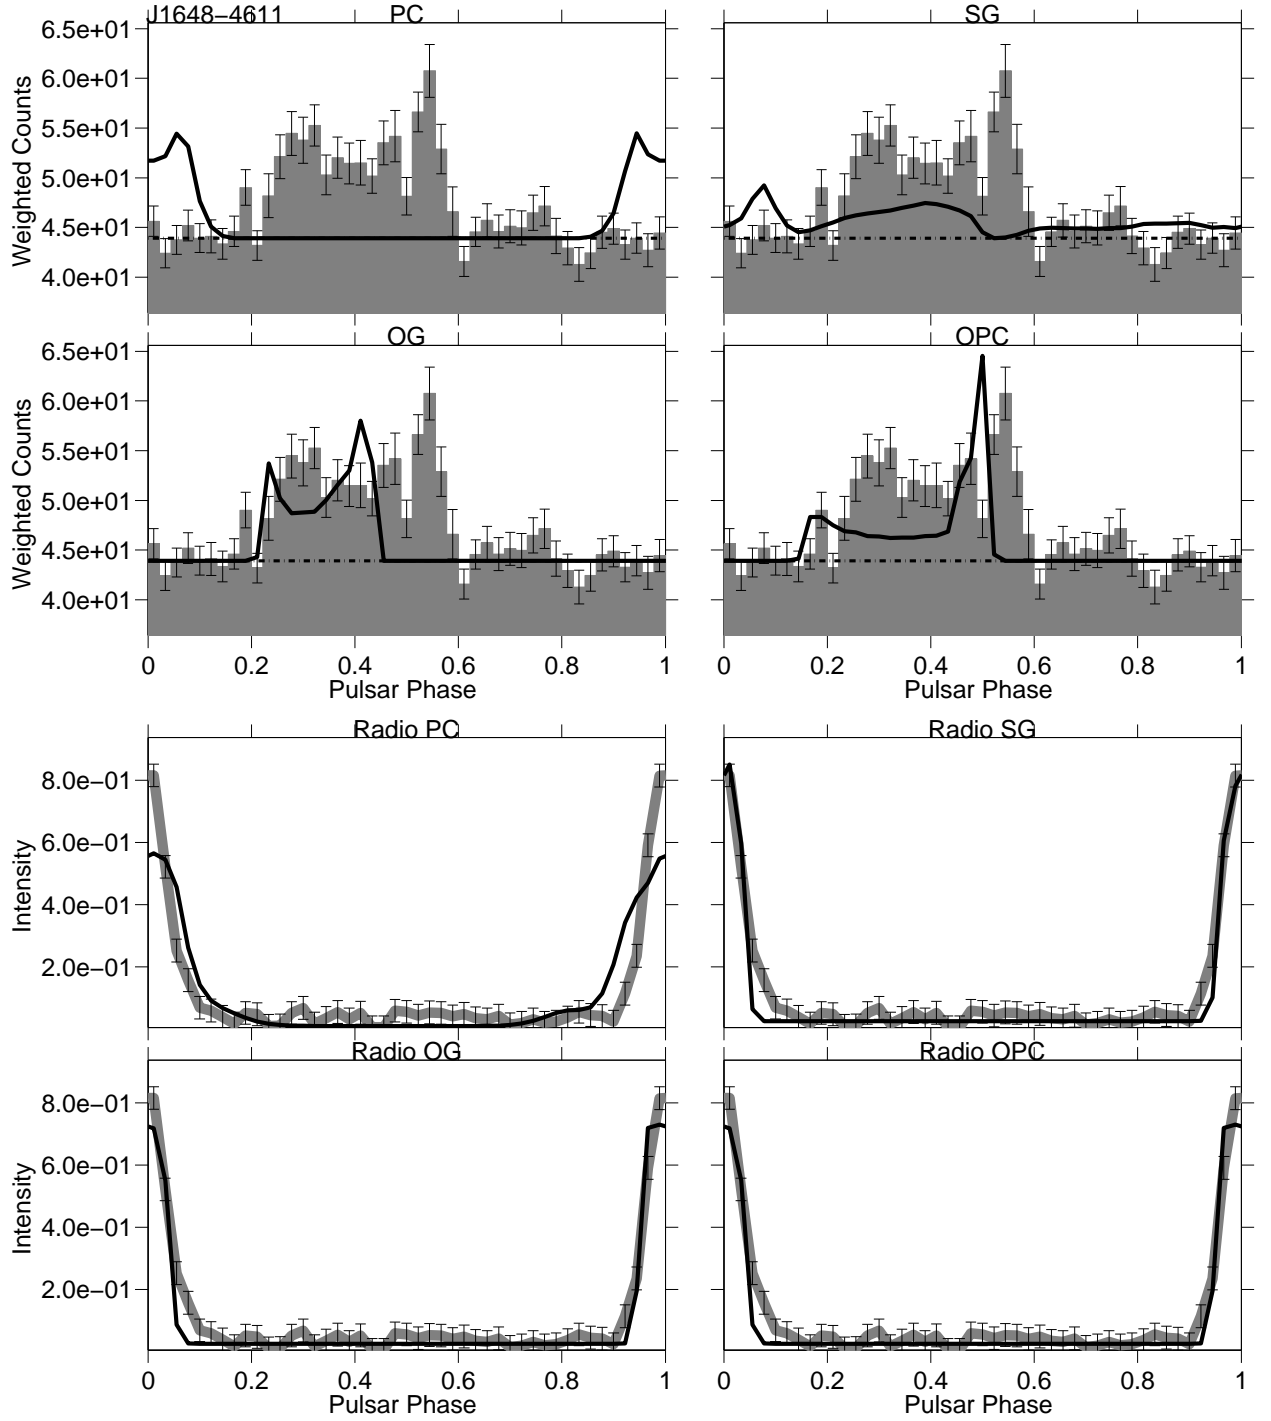 J1648−4611 PC SG
6.5e+01
6.0e+01
5.5e+01
5.0e+01
4.5e+01
4.0e+01
Weighted Counts
OG OPC
6.5e+01
6.0e+01
5.5e+01
5.0e+01
4.5e+01
4.0e+01
Weighted Counts
0 0.2 0.4 0.6 0.8 1 0 0.2 0.4 0.6 0.8 1
Pulsar Phase Pulsar Phase
Radio PC Radio SG
8.0e−01
6.0e−01
4.0e−01
2.0e−01
Intensity
Radio OG Radio OPC
8.0e−01
6.0e−01
4.0e−01
2.0e−01
Intensity
0 0.2 0.4 0.6 0.8 1 0 0.2 0.4 0.6 0.8 1
Pulsar Phase Pulsar Phase